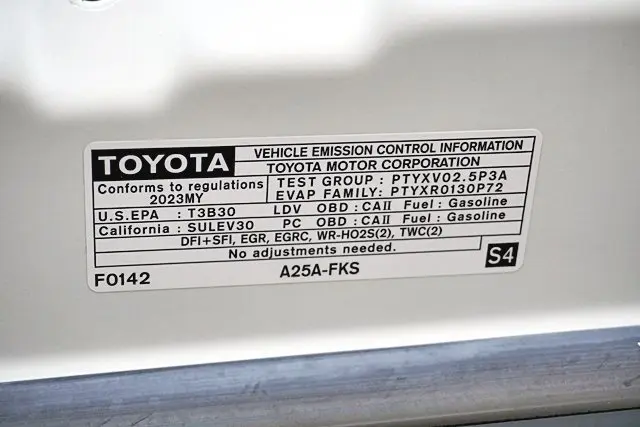 TOYOTA
VEHICLE EMISSION CONTROL INFORMATION
TOYOTA MOTOR CORPORATION
Conforms to regulations
2023MY
TEST GROUP : PTYXV02.5P3A
EVAP FAMILY: PTYXR0130P72
U.S.EPA : T3B30 LDV OBD : CAII Fuel : Gasoline
California : SULEV30 PC OBD : CAII Fuel : Gasoline
DFI+SFI, EGR, EGRC, WR-HO2S(2), TWC(2)
No adjustments needed.
S4
F0142 A25A-FKS